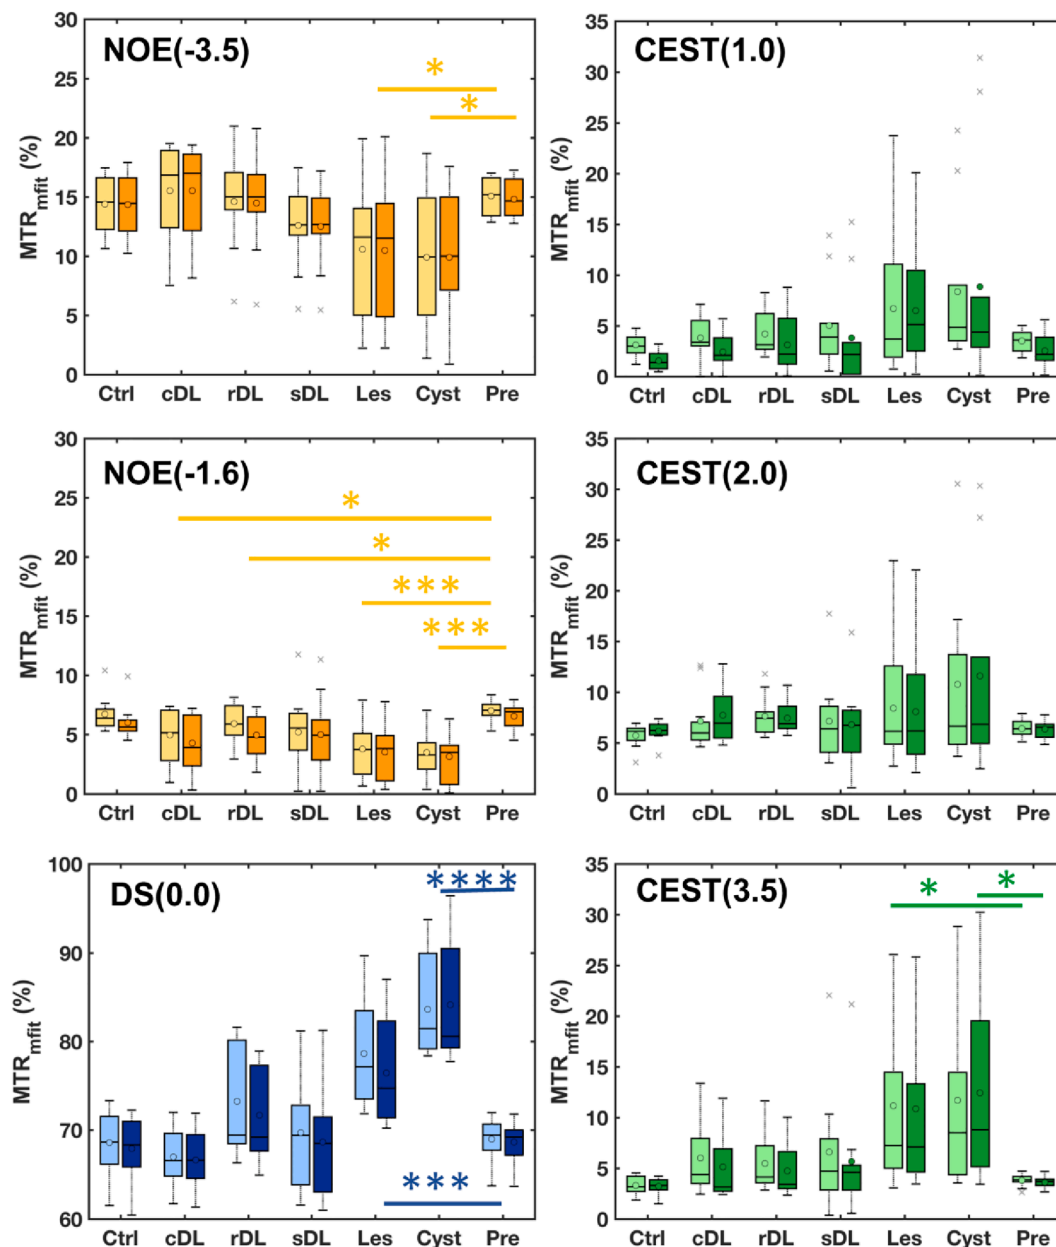 NOE(-3.5)
MTRmfit (%)
30
25
20
15
10
5
0
*
*
Ctrl cDL rDL sDL Les Cyst Pre
CEST(1.0)
MTRmfit (%)
35
30
25
20
15
10
5
0
Ctrl cDL rDL sDL Les Cyst Pre
NOE(-1.6)
MTRmfit (%)
30
25
20
15
10
5
0
*
*
***
***
Ctrl cDL rDL sDL Les Cyst Pre
CEST(2.0)
MTRmfit (%)
35
30
25
20
15
10
5
0
Ctrl cDL rDL sDL Les Cyst Pre
DS(0.0)
MTRmfit (%)
100
90
80
70
60
****
***
Ctrl cDL rDL sDL Les Cyst Pre
CEST(3.5)
MTRmfit (%)
35
30
25
20
15
10
5
0
*
*
Ctrl cDL rDL sDL Les Cyst Pre